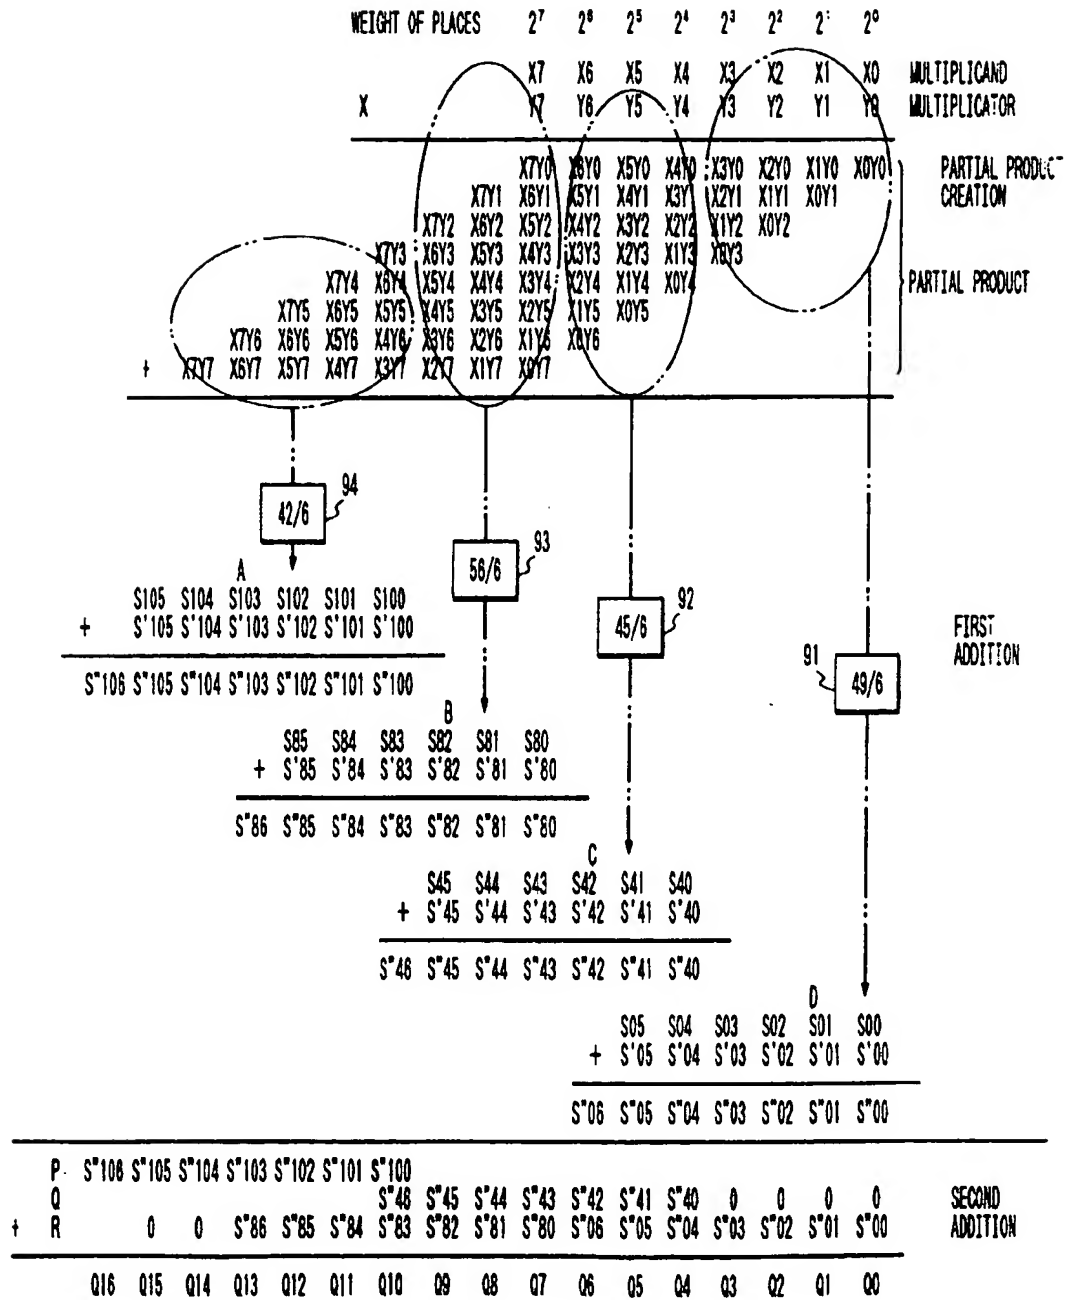 WEIGHT OF PLACES 2⁷ 2⁶ 2⁵ 2⁴ 2³ 2² 2¹ 2⁰
X7 X6 X5 X4 X3 X2 X1 X0 MULTIPLICAND
X Y7 Y6 Y5 Y4 Y3 Y2 Y1 Y0 MULTIPLICATOR
X7Y0 X6Y0 X5Y0 X4Y0 X3Y0 X2Y0 X1Y0 X0Y0 PARTIAL PRODUCT
X7Y1 X6Y1 X5Y1 X4Y1 X3Y1 X2Y1 X1Y1 X0Y1 CREATION
X7Y2 X6Y2 X5Y2 X4Y2 X3Y2 X2Y2 X1Y2 X0Y2
X7Y3 X6Y3 X5Y3 X4Y3 X3Y3 X2Y3 X1Y3 X0Y3
X7Y4 X6Y4 X5Y4 X4Y4 X3Y4 X2Y4 X1Y4 X0Y4 PARTIAL PRODUCT
X7Y5 X6Y5 X5Y5 X4Y5 X3Y5 X2Y5 X1Y5 X0Y5
X7Y6 X6Y6 X5Y6 X4Y6 X3Y6 X2Y6 X1Y6 X0Y6
+ X7Y7 X6Y7 X5Y7 X4Y7 X3Y7 X2Y7 X1Y7 X0Y7
42/6 94
56/6 93
45/6 92
49/6 91
FIRST
ADDITION
A
S105 S104 S103 S102 S101 S100
+ S'105 S'104 S'103 S'102 S'101 S'100
S"106 S"105 S"104 S"103 S"102 S"101 S"100
B
S85 S84 S83 S82 S81 S80
+ S'85 S'84 S'83 S'82 S'81 S'80
S"86 S"85 S"84 S"83 S"82 S"81 S"80
C
S45 S44 S43 S42 S41 S40
+ S'45 S'44 S'43 S'42 S'41 S'40
S"46 S"45 S"44 S"43 S"42 S"41 S"40
D
S05 S04 S03 S02 S01 S00
+ S'05 S'04 S'03 S'02 S'01 S'00
S"06 S"05 S"04 S"03 S"02 S"01 S"00
P S"106 S"105 S"104 S"103 S"102 S"101 S"100
Q S"46 S"45 S"44 S"43 S"42 S"41 S"40 0 0 0 0 SECOND
+ R 0 0 S"86 S"85 S"84 S"83 S"82 S"81 S"80 S"06 S"05 S"04 S"03 S"02 S"01 S"00 ADDITION
Q16 Q15 Q14 Q13 Q12 Q11 Q10 Q9 Q8 Q7 Q6 Q5 Q4 Q3 Q2 Q1 Q0